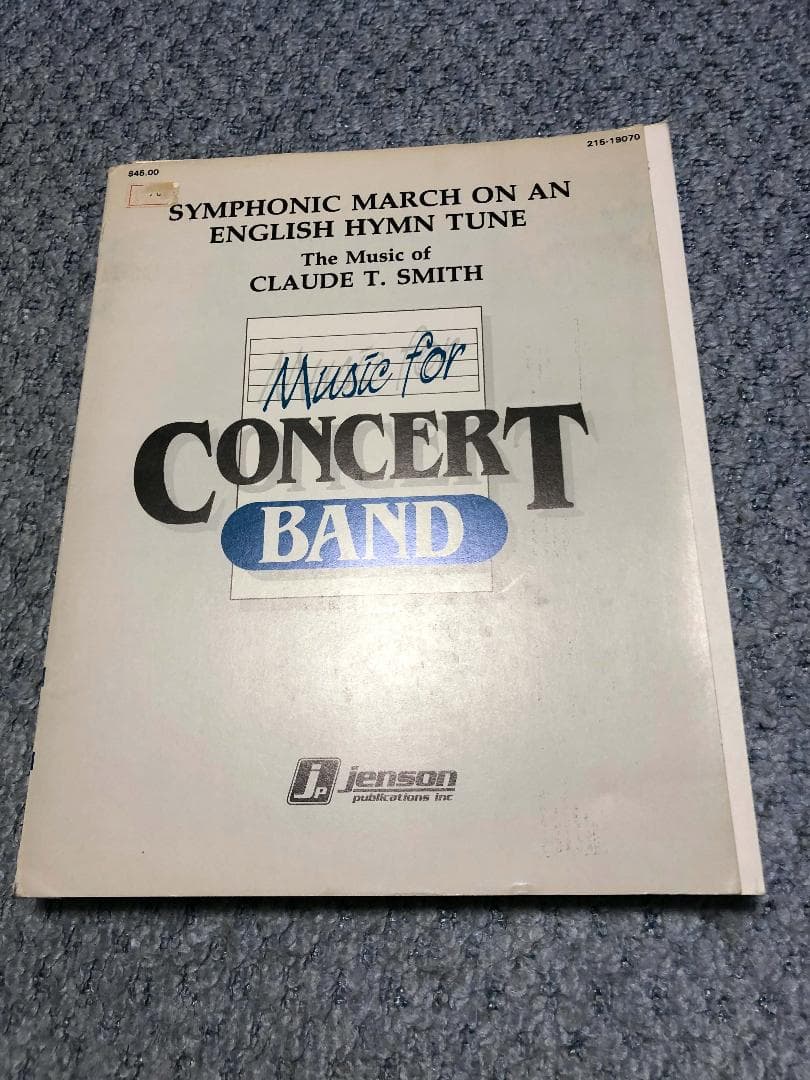 $45.00
215-19070
SYMPHONIC MARCH ON AN
ENGLISH HYMN TUNE
The Music of
CLAUDE T. SMITH
Music for
CONCERT
BAND
jp jenson
publications inc